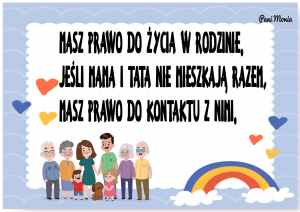 Pani Monia
MASZ PRAWO DO ŻYCIA W RODZINIE,
JEŚLI MAMA I TATA NIE MIESZKAJĄ RAZEM,
MASZ PRAWO DO KONTAKTU Z NIMI,